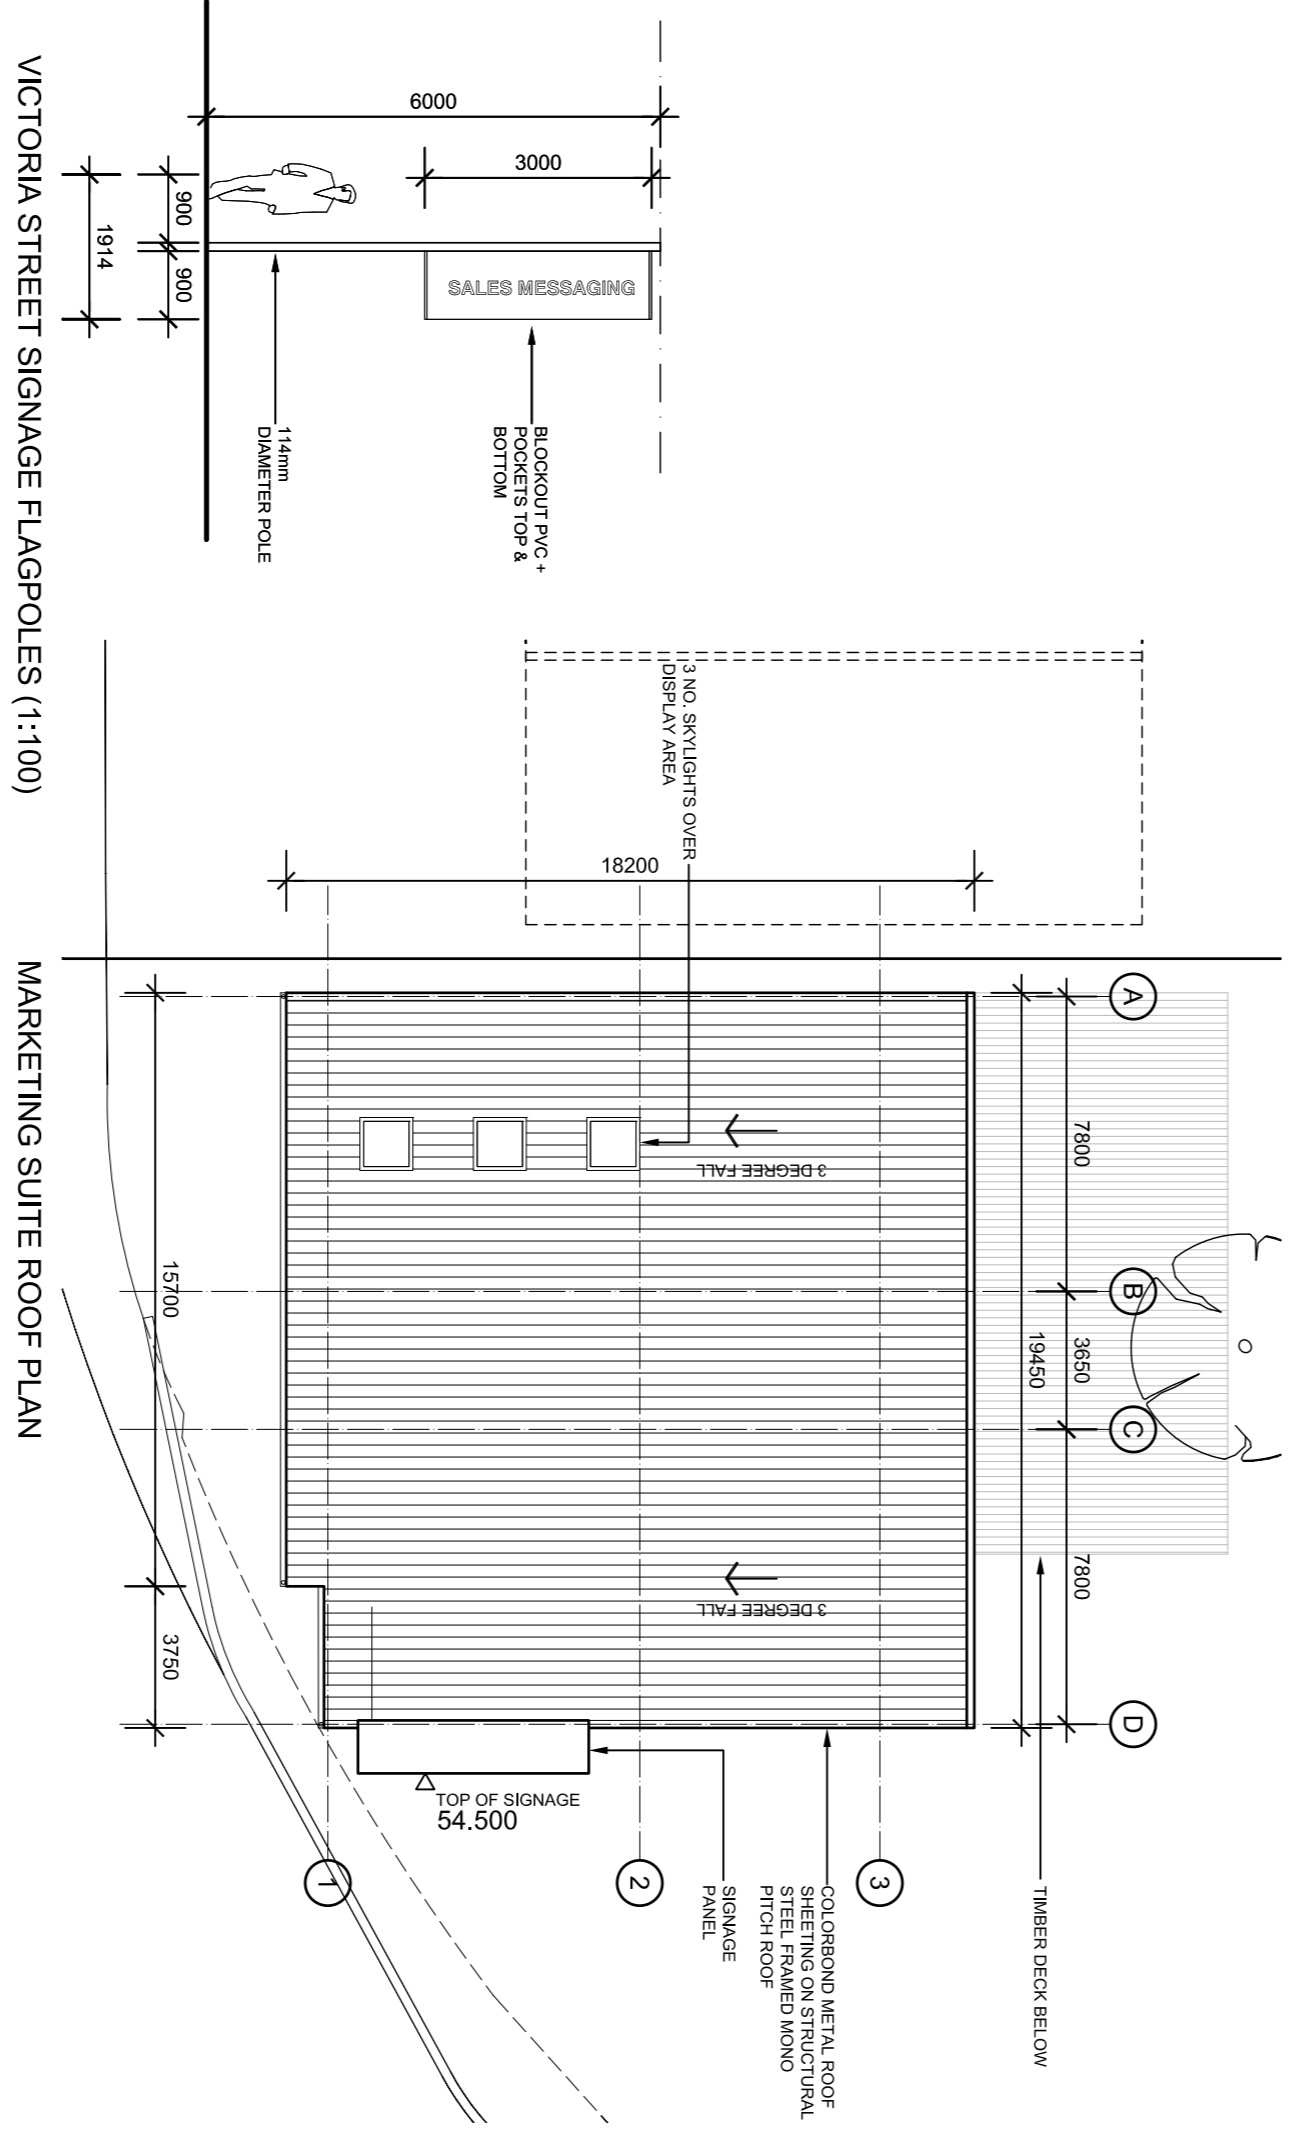 6000
3000
900
900
1914
SALES MESSAGING
114mm
DIAMETER POLE
BLOCKOUT PVC +
POCKETS TOP &
BOTTOM
VICTORIA STREET SIGNAGE FLAGPOLES (1:100)
3 NO. SKYLIGHTS OVER
DISPLAY AREA
18200
A
B
C
D
7800
3650
7800
19450
3 DEGREE FALL
3 DEGREE FALL
15700
3750
TOP OF SIGNAGE
54.500
1
2
3
SIGNAGE
PANEL
COLORBOND METAL ROOF
SHEETING ON STRUCTURAL
STEEL FRAMED MONO
PITCH ROOF
TIMBER DECK BELOW
MARKETING SUITE ROOF PLAN